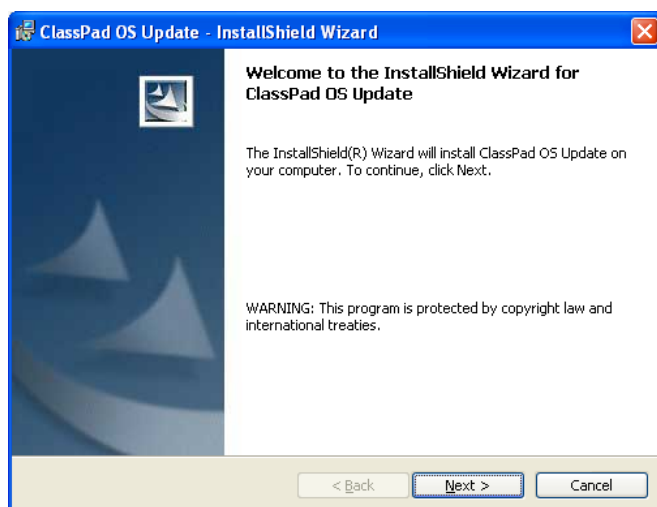 ClassPad OS Update - InstallShield Wizard
Welcome to the InstallShield Wizard for
ClassPad OS Update
The InstallShield(R) Wizard will install ClassPad OS Update on
your computer. To continue, click Next.
WARNING: This program is protected by copyright law and
international treaties.
< Back
Next >
Cancel